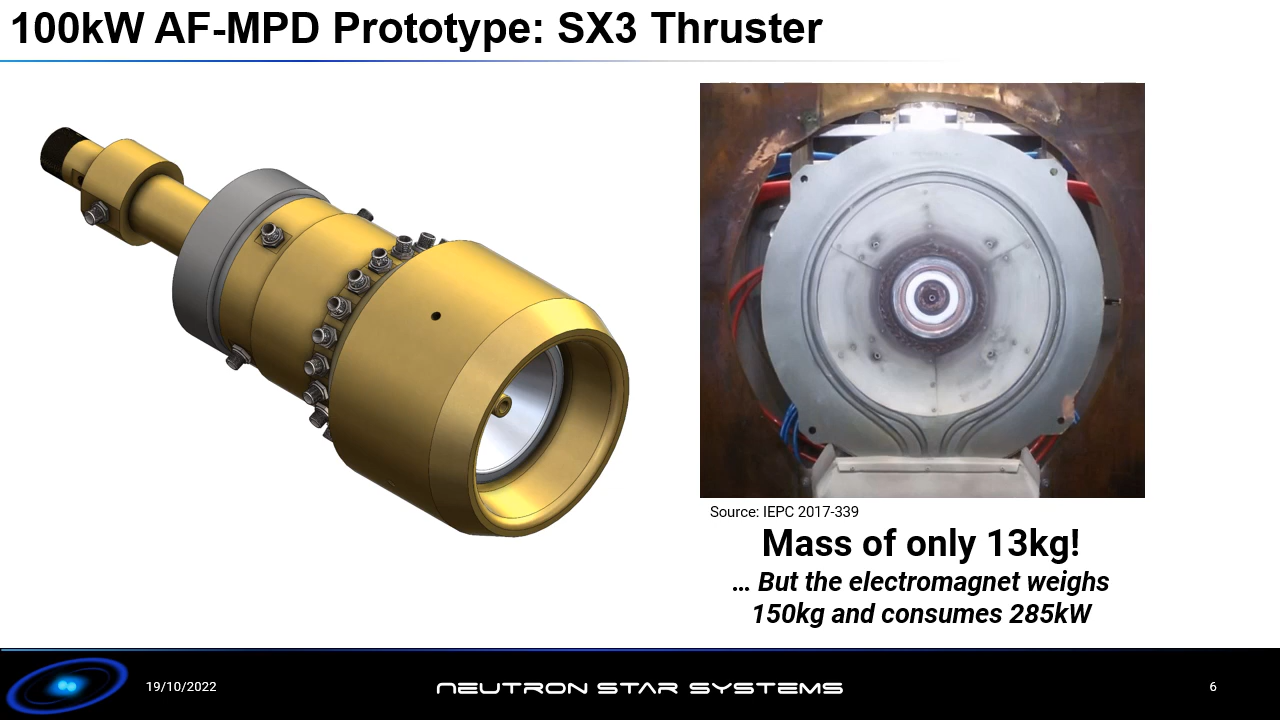 100kW AF-MPD Prototype: SX3 Thruster
Source: IEPC 2017-339
Mass of only 13kg!
… But the electromagnet weighs
150kg and consumes 285kW
19/10/2022
NEUTRON STAR SYSTEMS
6